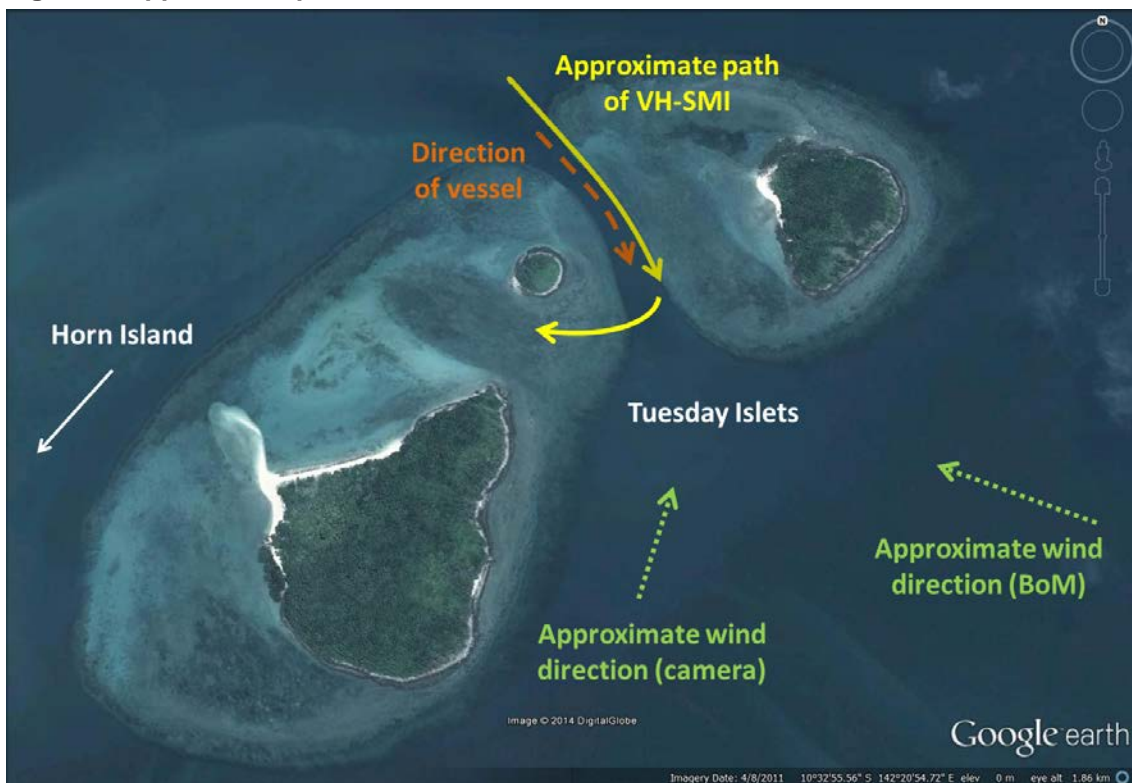 Approximate path
of VH-SMI
Direction
of vessel
Horn Island
Tuesday Islets
Approximate wind
direction (BoM)
Approximate wind
direction (camera)
Image © 2014 DigitalGlobe
Google earth
Imagery Date: 4/8/2011 10°32'55.56" S 142°20'54.72" E elev 0 m eye alt 1.86 km
N